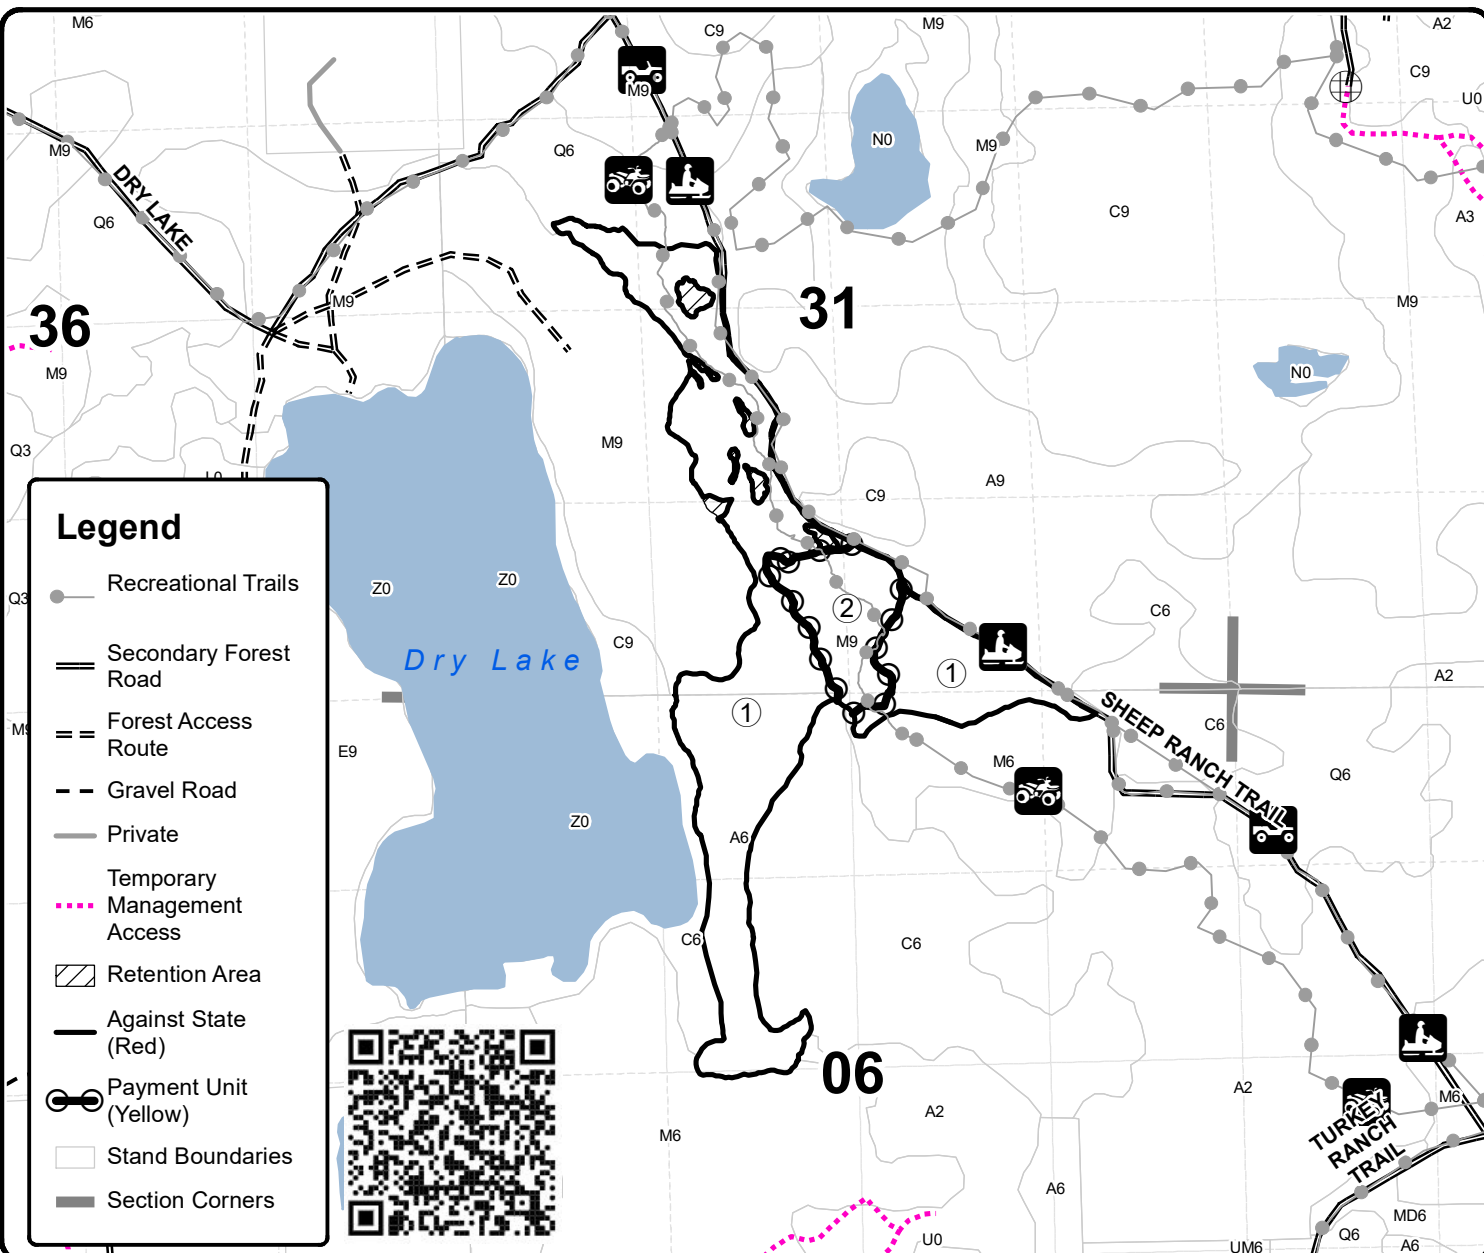 M6
C9
M9
A2
C9
U0
M9
M9
Q6
N0
M9
DRY LAKE
Q6
C9
A3
36
M9
31
M9
M9
N0
Q3
M9
L0
A9
C9
Legend
Recreational Trails
Secondary Forest
Road
Forest Access
Route
Gravel Road
Private
Temporary
Management
Access
Retention Area
Against State
(Red)
Payment Unit
(Yellow)
Stand Boundaries
Section Corners
Q3
Z0
Z0
2
C6
C9
M9
Dry Lake
1
A2
1
SHEEP RANCH TRAIL
C6
M9
E9
M6
Q6
Z0
A6
C6
C6
06
A2
A2
M6
M6
TURKEY
RANCH
TRAIL
A6
MD6
U0
Q6
A6
UM6